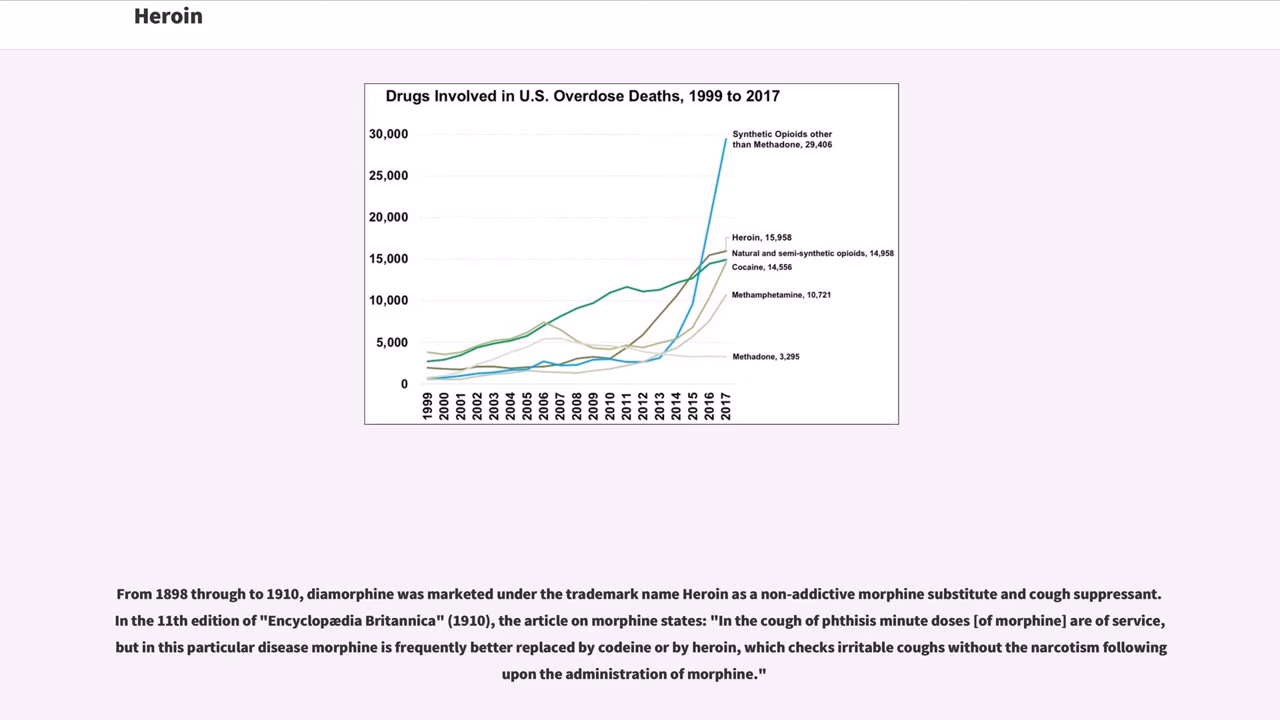 Heroin
Drugs Involved in U.S. Overdose Deaths, 1999 to 2017
30,000
25,000
20,000
15,000
10,000
5,000
0
Synthetic Opioids other
than Methadone, 29,406
Heroin, 15,958
Natural and semi-synthetic opioids, 14,958
Cocaine, 14,556
Methamphetamine, 10,721
Methadone, 3,295
1999
2000
2001
2002
2003
2004
2005
2006
2007
2008
2009
2010
2011
2012
2013
2014
2015
2016
2017
From 1898 through to 1910, diamorphine was marketed under the trademark name Heroin as a non-addictive morphine substitute and cough suppressant.
In the 11th edition of "Encyclopædia Britannica" (1910), the article on morphine states: "In the cough of phthisis minute doses [of morphine] are of service,
but in this particular disease morphine is frequently better replaced by codeine or by heroin, which checks irritable coughs without the narcotism following
upon the administration of morphine."